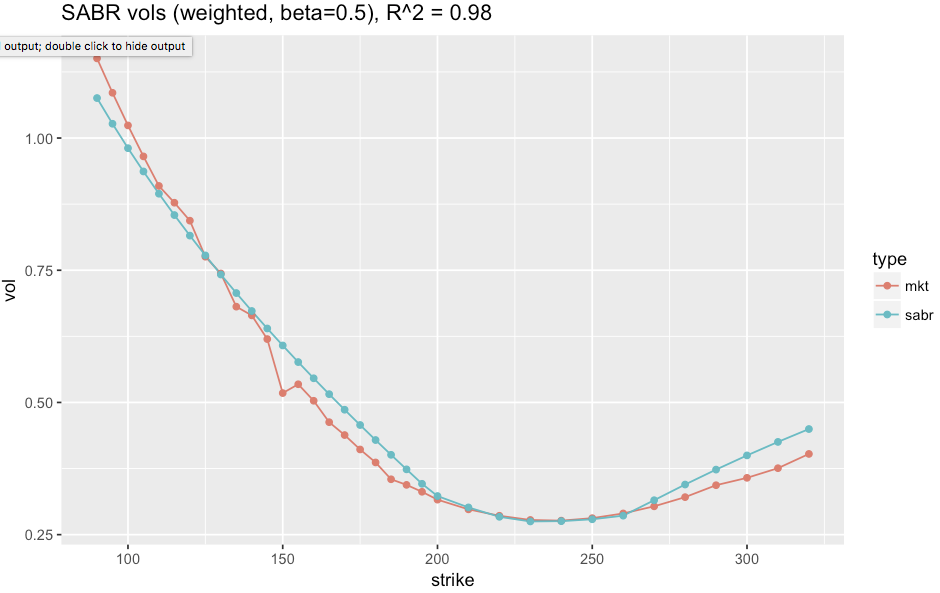 SABR vols (weighted, beta=0.5), R^2 = 0.98
output; double click to hide output
1.00
0.75
0.50
0.25
vol
100 150 200 250 300
strike
type
mkt
sabr